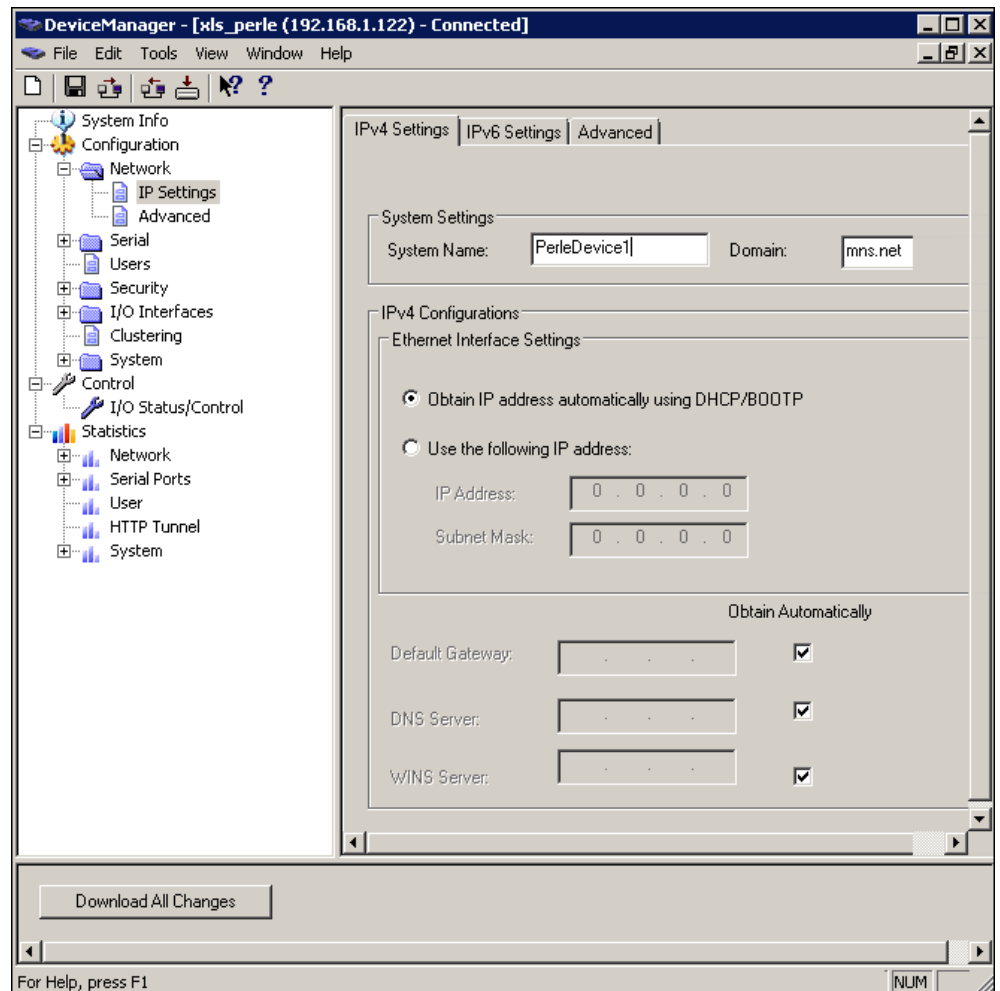 DeviceManager - [xls_perle (192.168.1.122) - Connected]
File Edit Tools View Window Help
System Info
Configuration
Network
IP Settings
Advanced
Serial
Users
Security
I/O Interfaces
Clustering
System
Control
I/O Status/Control
Statistics
Network
Serial Ports
User
HTTP Tunnel
System
IPv4 Settings IPv6 Settings Advanced
System Settings
System Name: PerleDevice1 Domain: mns.net
IPv4 Configurations
Ethernet Interface Settings
Obtain IP address automatically using DHCP/BOOTP
Use the following IP address:
IP Address: 0 . 0 . 0 . 0
Subnet Mask: 0 . 0 . 0 . 0
Obtain Automatically
Default Gateway: . . .
DNS Server: . . .
WINS Server: . . .
Download All Changes
For Help, press F1 NUM